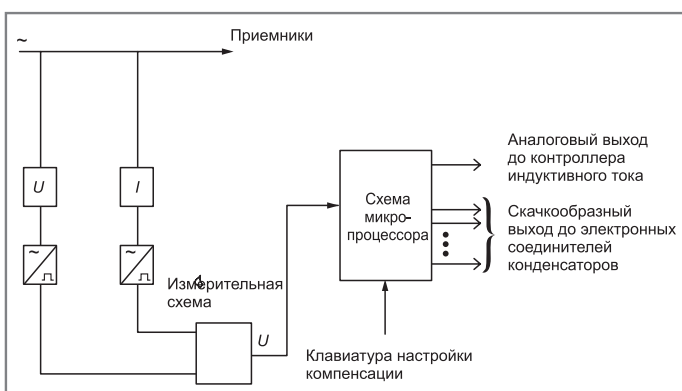 ~
Приемники
U
I
~
~
Измерительная
схема
U
Схема
микро-
процессора
Аналоговый выход
до контроллера
индуктивного тока
Скачкообразный
выход до электронных
соединителей
конденсаторов
Клавиатура настройки
компенсации